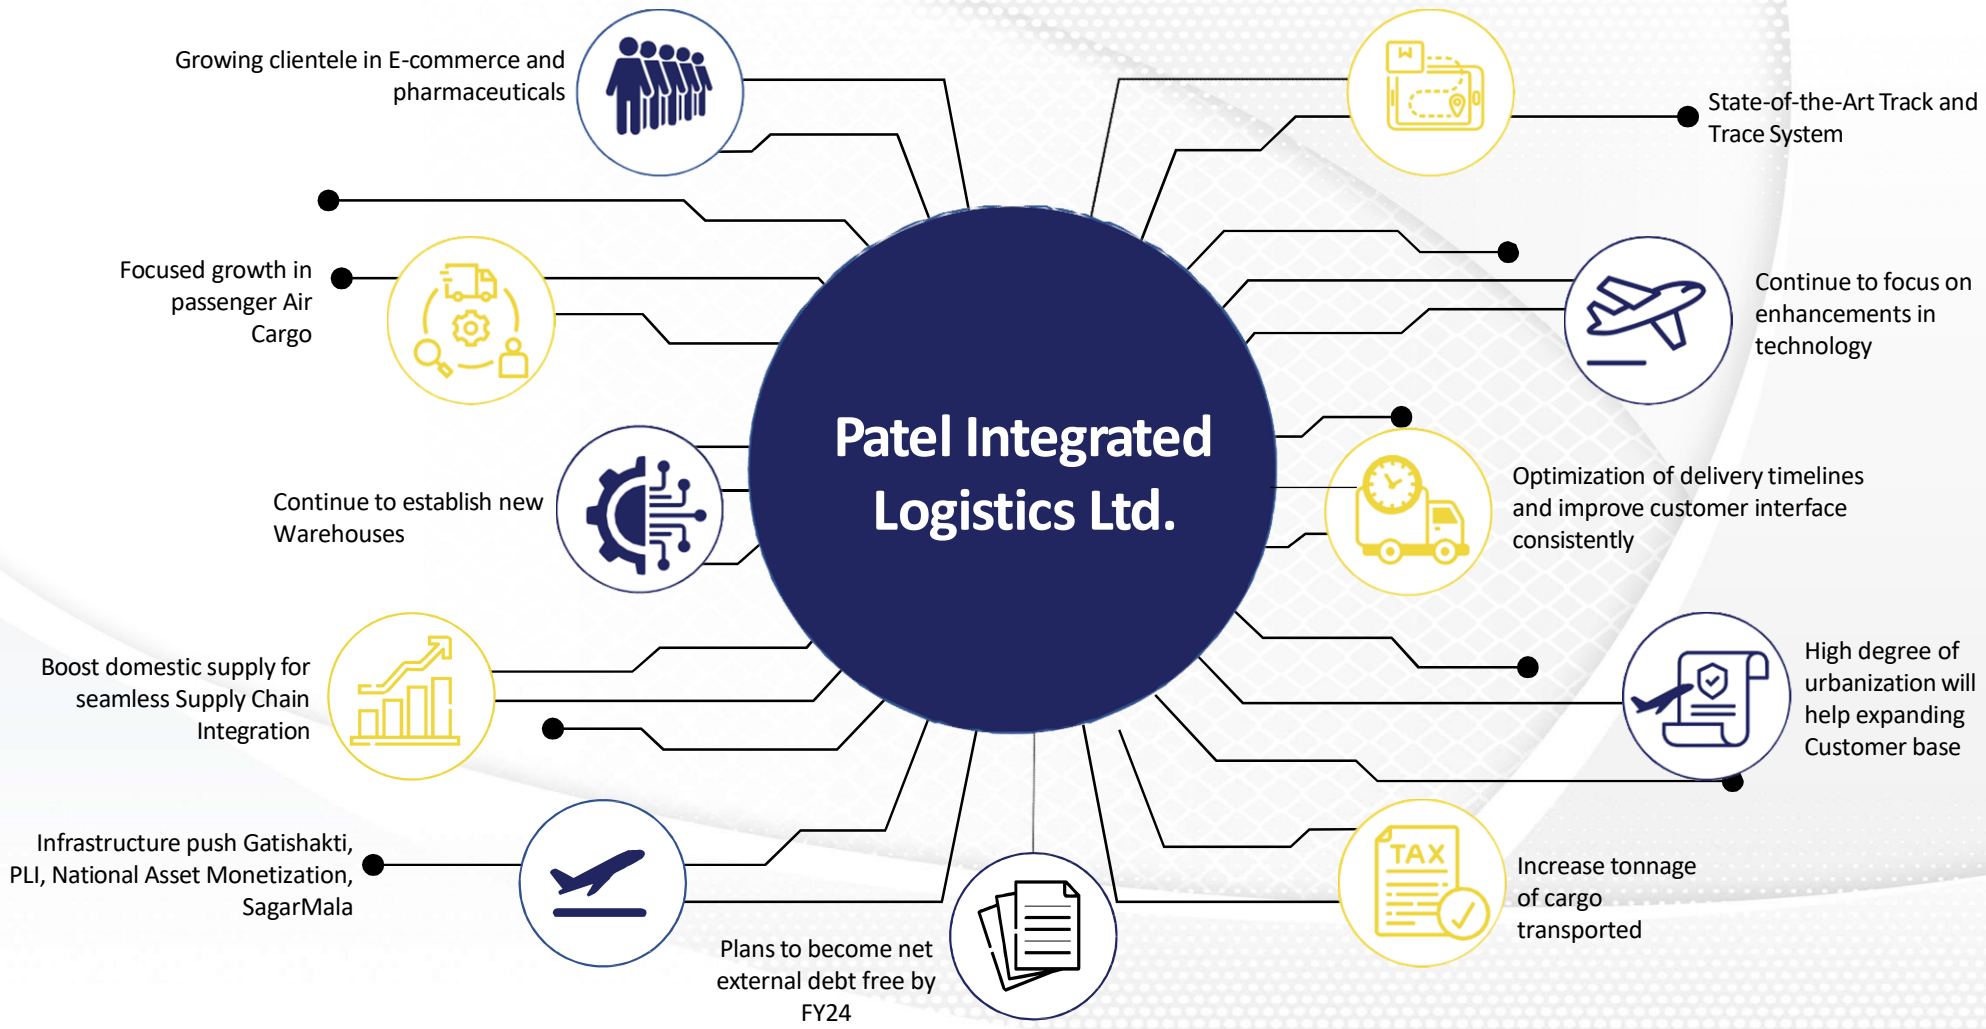 Growing clientele in E-commerce and
pharmaceuticals
State-of-the-Art Track and
Trace System
Focused growth in
passenger Air
Cargo
Continue to focus on
enhancements in
technology
Patel Integrated
Logistics Ltd.
Continue to establish new
Warehouses
Optimization of delivery timelines
and improve customer interface
consistently
Boost domestic supply for
seamless Supply Chain
Integration
High degree of
urbanization will
help expanding
Customer base
Infrastructure push Gatishakti,
PLI, National Asset Monetization,
SagarMala
TAX
Increase tonnage
of cargo
transported
Plans to become net
external debt free by
FY24